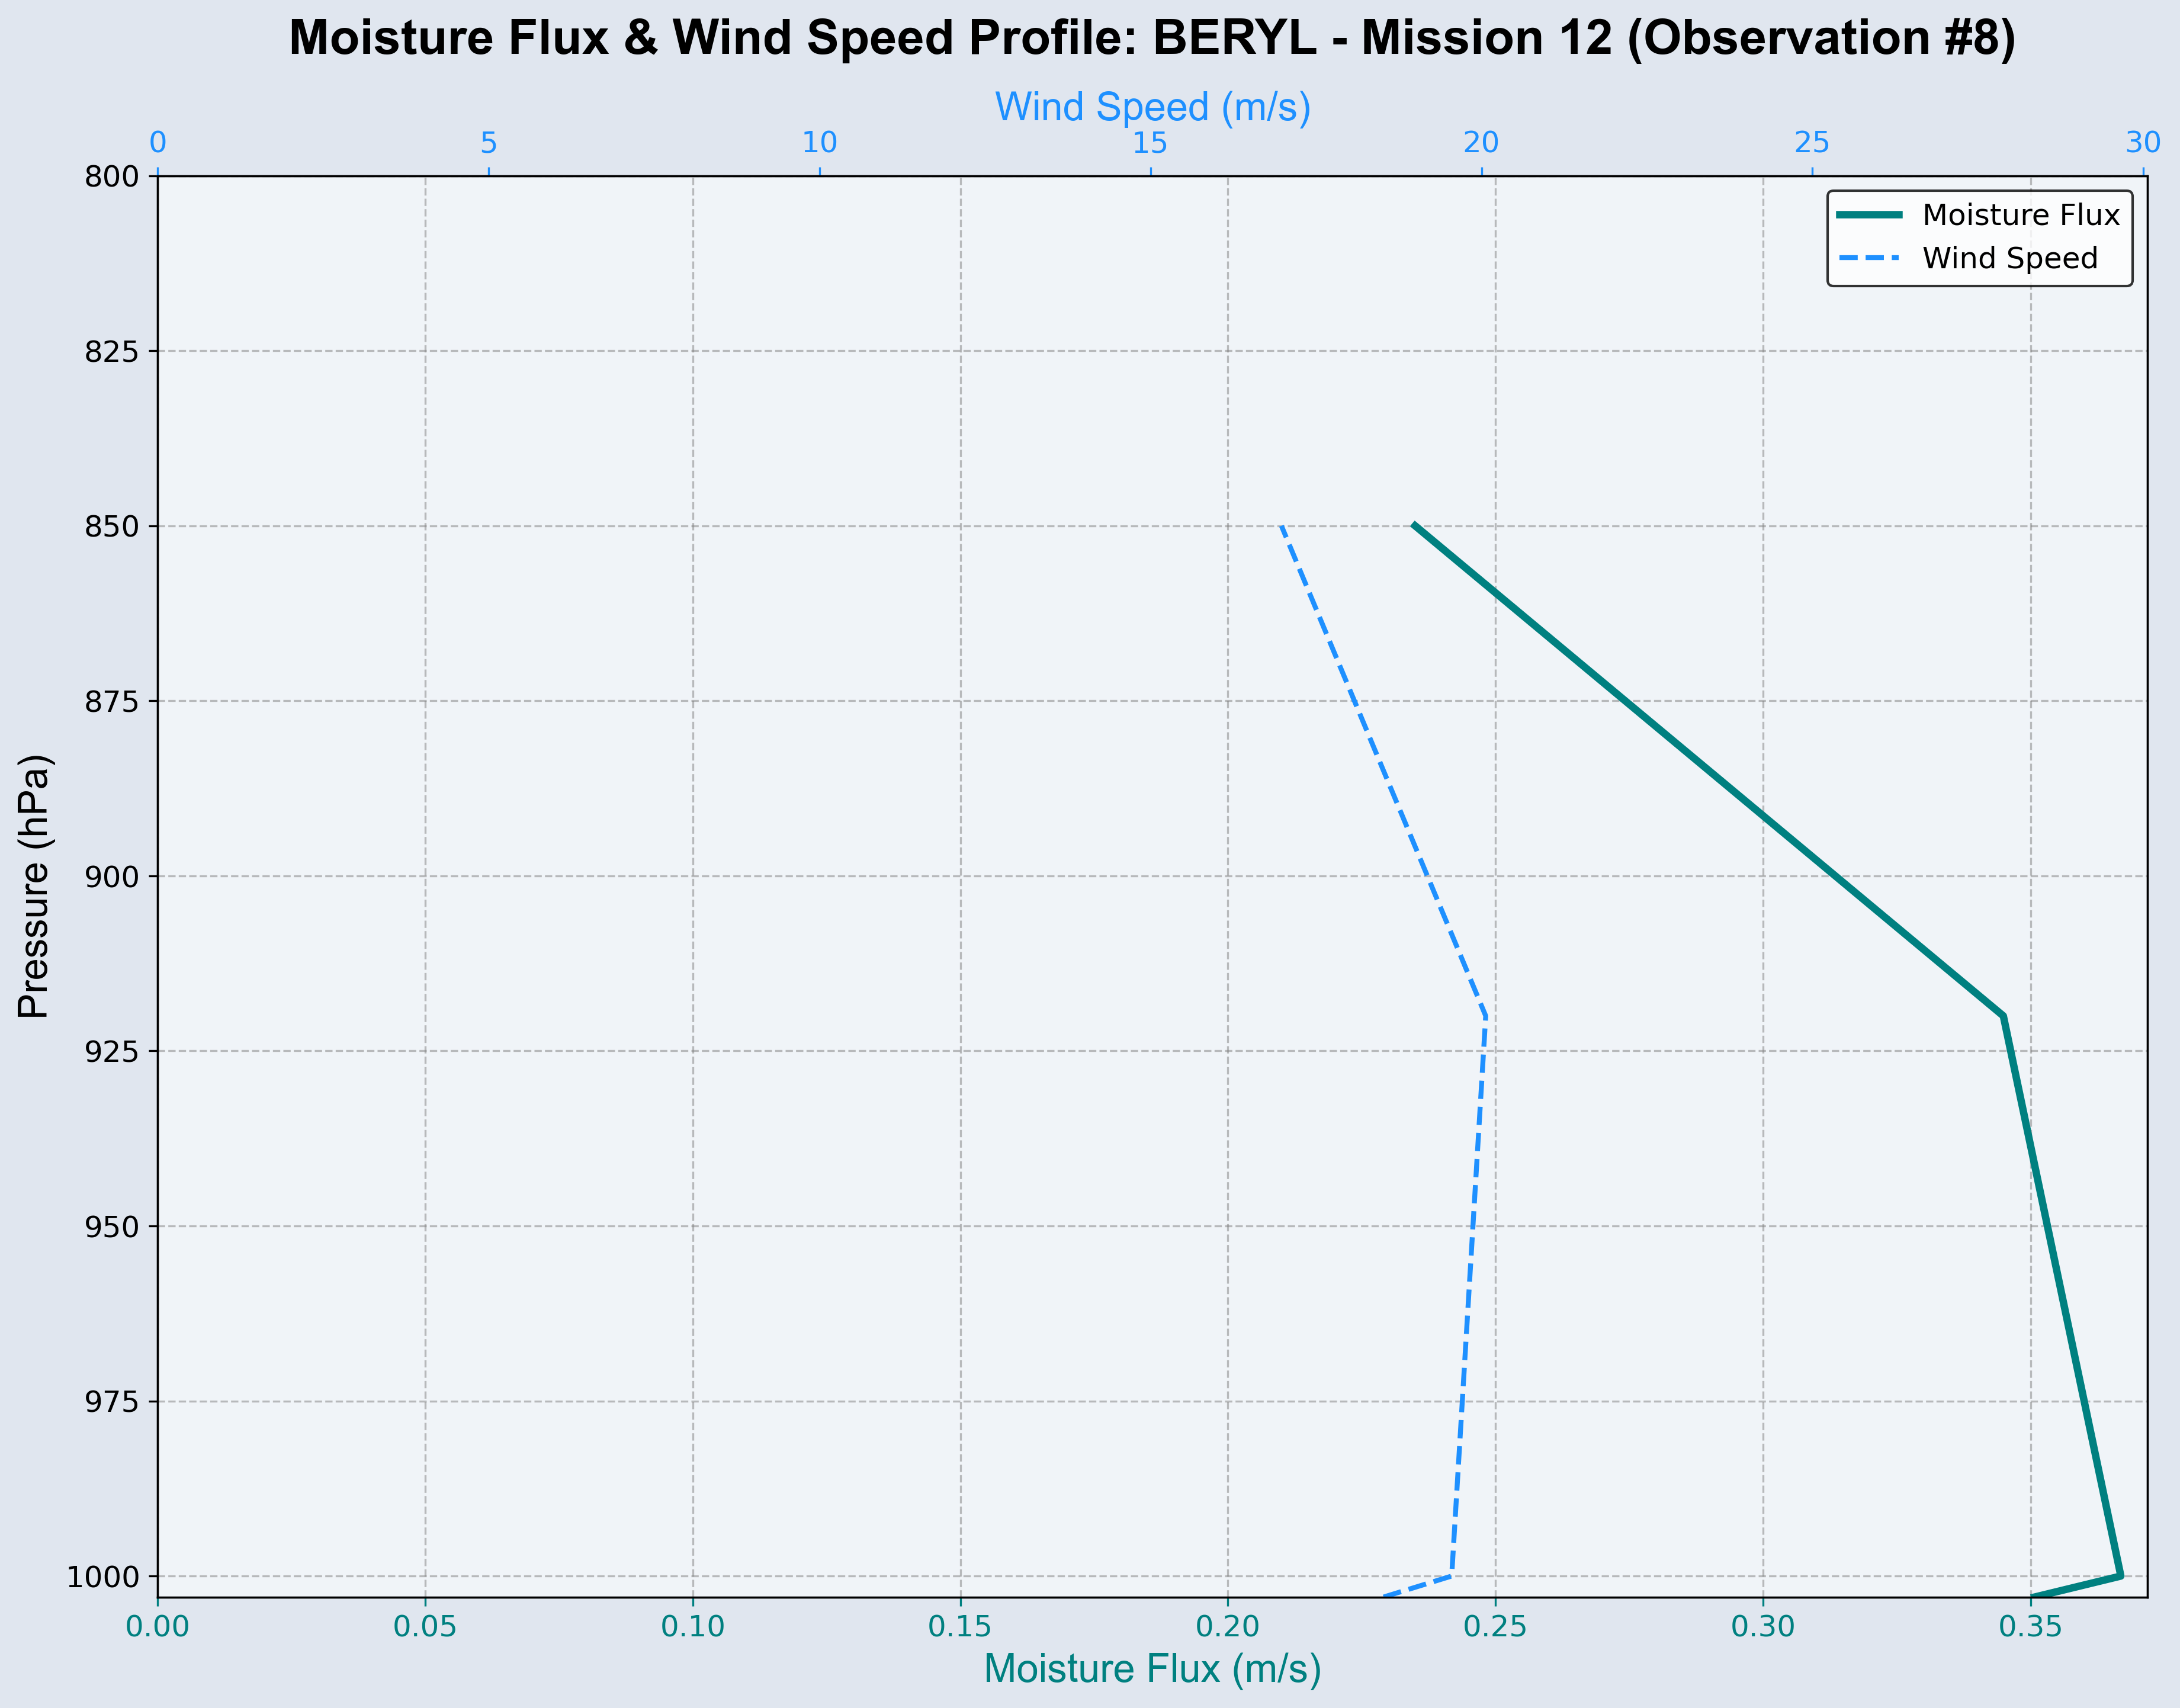 Moisture Flux & Wind Speed Profile: BERYL - Mission 12 (Observation #8)
Wind Speed (m/s)
0 5 10 15 20 25 30
Moisture Flux
Wind Speed
Pressure (hPa)
800
825
850
875
900
925
950
975
1000
0.00 0.05 0.10 0.15 0.20 0.25 0.30 0.35
Moisture Flux (m/s)